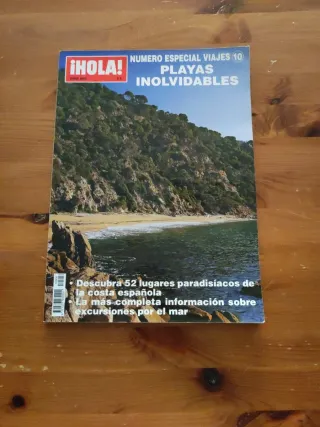 ¡HOLA!
NUMERO ESPECIAL VIAJES 10
PLAYAS
INOLVIDABLES
• Descubra 52 lugares paradisíacos de
la costa española
• La más completa información sobre
excursiones por el mar